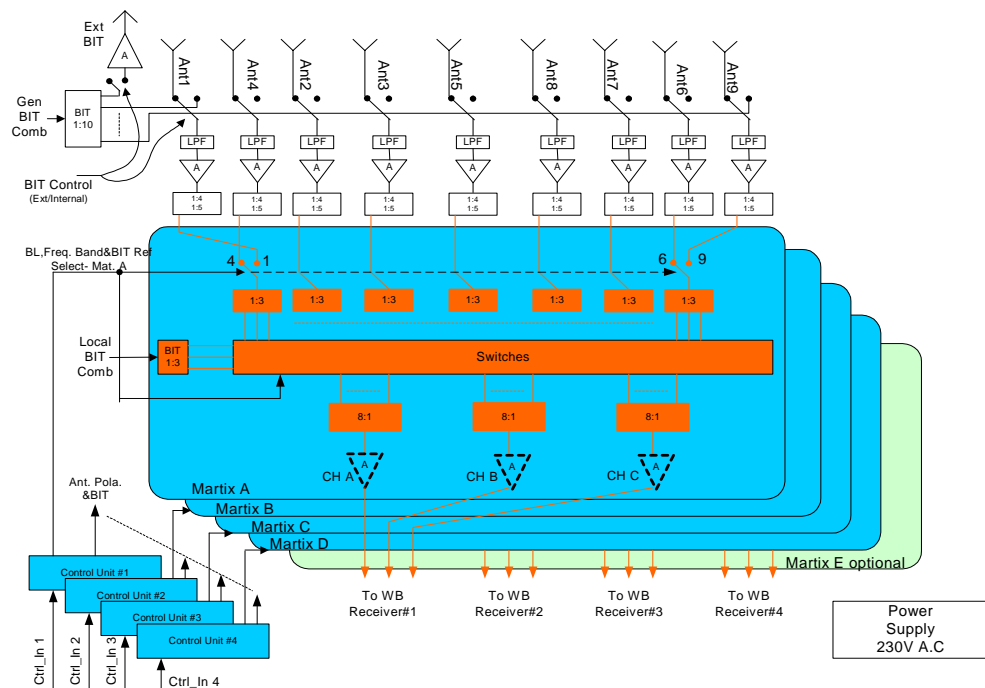 Ext
BIT
A
Gen
BIT
Comb
BIT
1:10
BIT Control
(Ext/Internal)
Ant1
Ant4
Ant2
Ant3
Ant5
Ant8
Ant7
Ant6
Ant9
LPF
LPF
LPF
LPF
LPF
LPF
LPF
LPF
LPF
A
A
A
A
A
A
A
A
A
1:4
1:5
1:4
1:5
1:4
1:5
1:4
1:5
1:4
1:5
1:4
1:5
1:4
1:5
1:4
1:5
1:4
1:5
BL,Freq. Band&BIT Ref
Select- Mat. A
4
1
6
9
1:3
1:3
1:3
1:3
1:3
1:3
1:3
Local
BIT
Comb
BIT
1:3
Switches
8:1
8:1
8:1
A
A
A
CH A
CH B
CH C
Martix A
Martix B
Martix C
Martix D
Martix E optional
Ant. Pola.
&BIT
Control Unit #1
Control Unit #2
Control Unit #3
Control Unit #4
Ctrl_In 1
Ctrl_In 2
Ctrl_In 3
Ctrl_In 4
To WB
Receiver#1
To WB
Receiver#2
To WB
Receiver#3
To WB
Receiver#4
Power
Supply
230V A.C